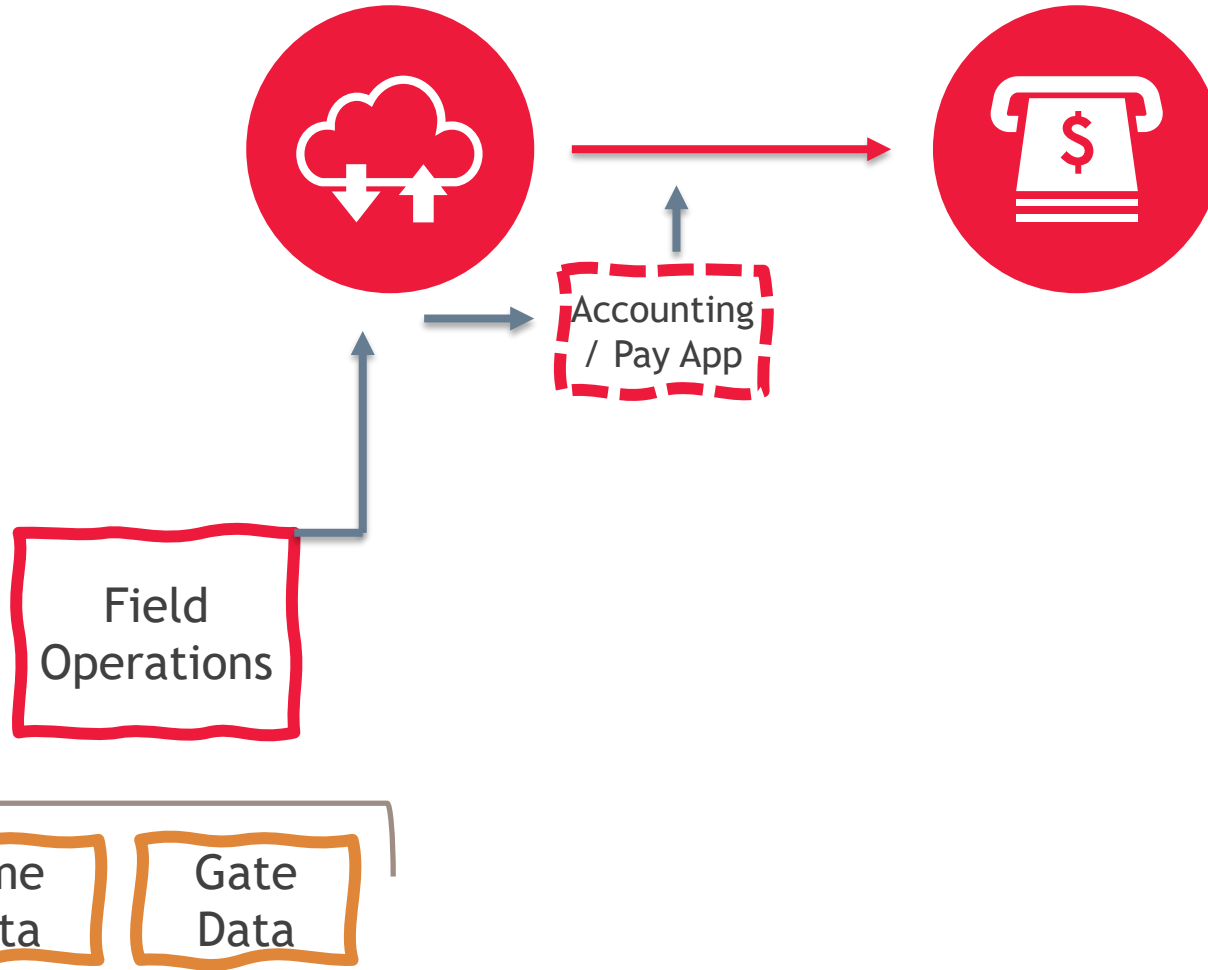 $
Accounting
/ Pay App
Field
Operations
Gate
Data